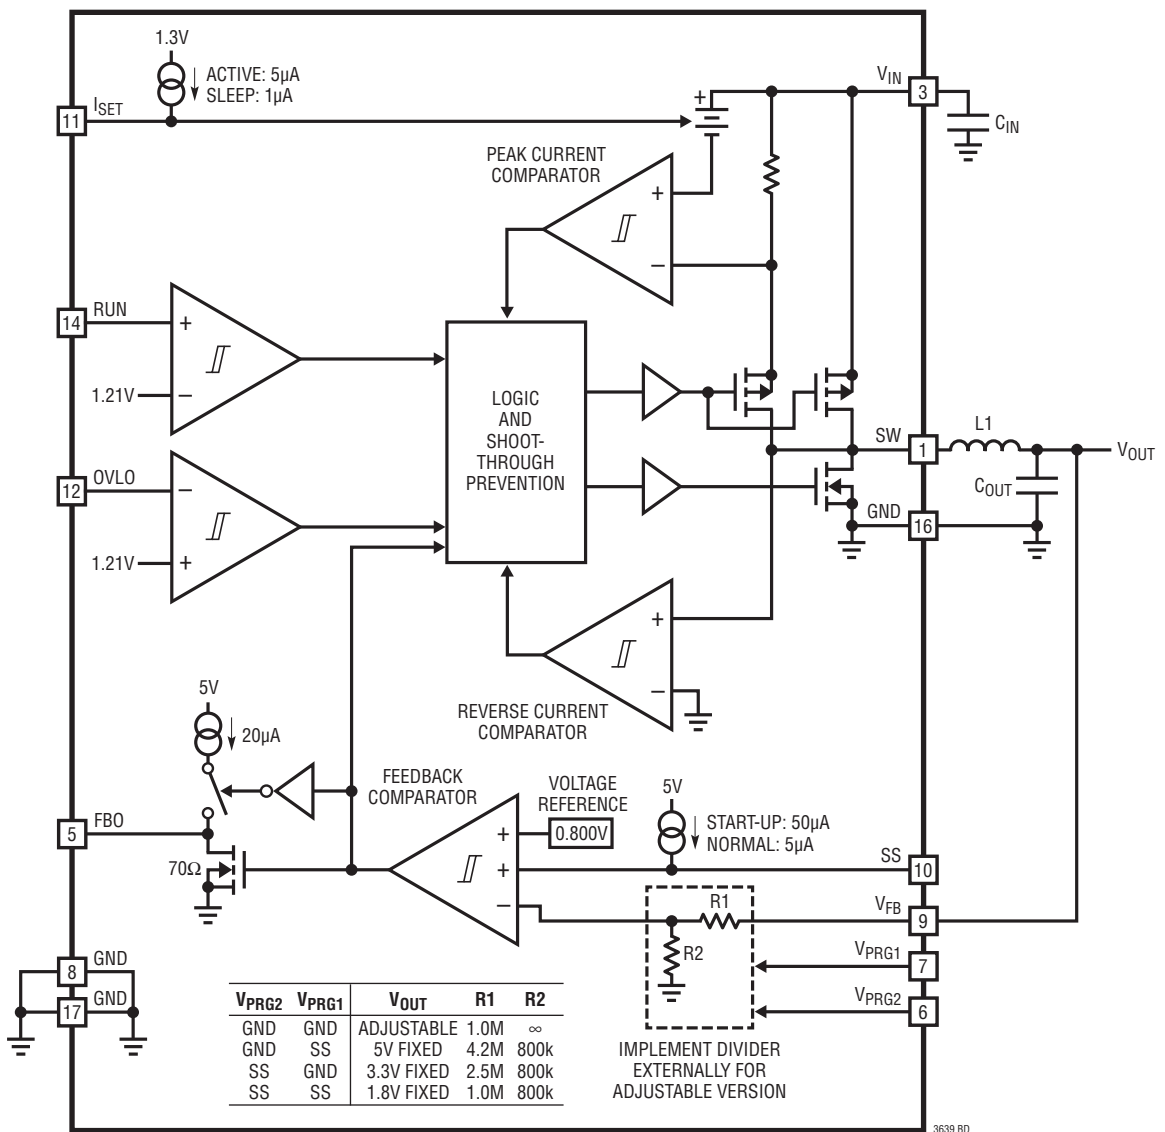 1.3V
ACTIVE: 5µA
SLEEP: 1µA
11
ISET
+
VIN
3
CIN
PEAK CURRENT
COMPARATOR
+
–
14
RUN
+
1.21V
–
LOGIC
AND
SHOOT-
THROUGH
PREVENTION
SW
1
L1
VOUT
COUT
12
OVLO
–
1.21V
+
GND
16
+
–
REVERSE CURRENT
COMPARATOR
5V
20µA
FEEDBACK
COMPARATOR
VOLTAGE
REFERENCE
0.800V
5V
START-UP: 50µA
NORMAL: 5µA
5
FBO
70Ω
+
+
–
SS
10
R1
R2
VFB
9
VPRG1
7
VPRG2
6
8
GND
17
GND
VPRG2 VPRG1 VOUT R1 R2
GND GND ADJUSTABLE 1.0M ∞
GND SS 5V FIXED 4.2M 800k
SS GND 3.3V FIXED 2.5M 800k
SS SS 1.8V FIXED 1.0M 800k
IMPLEMENT DIVIDER
EXTERNALLY FOR
ADJUSTABLE VERSION
3639 BD